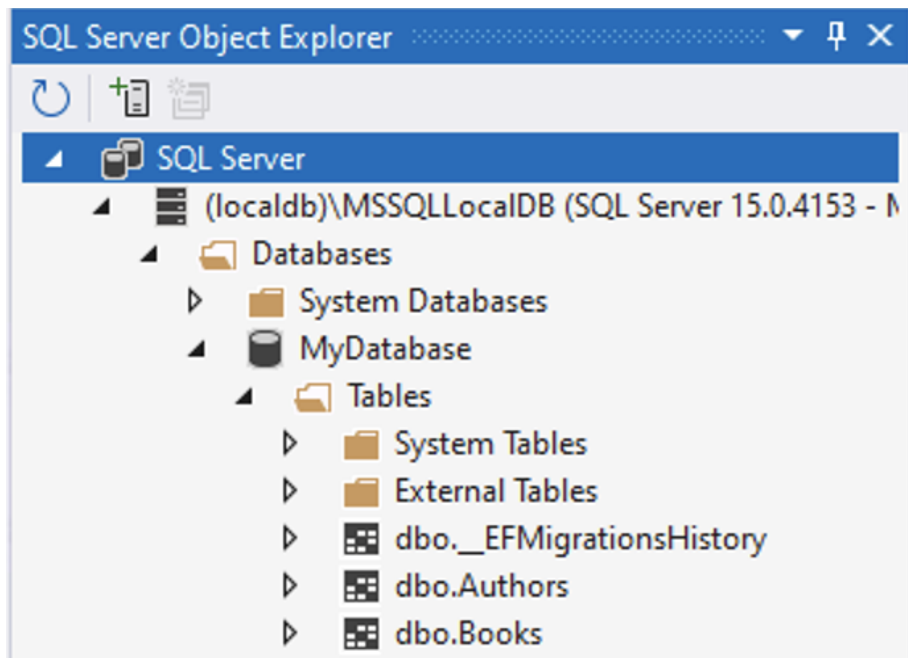 SQL Server Object Explorer
SQL Server
(localdb)\MSSQLLocalDB (SQL Server 15.0.4153 -
Databases
System Databases
MyDatabase
Tables
System Tables
External Tables
dbo.__EFMigrationsHistory
dbo.Authors
dbo.Books